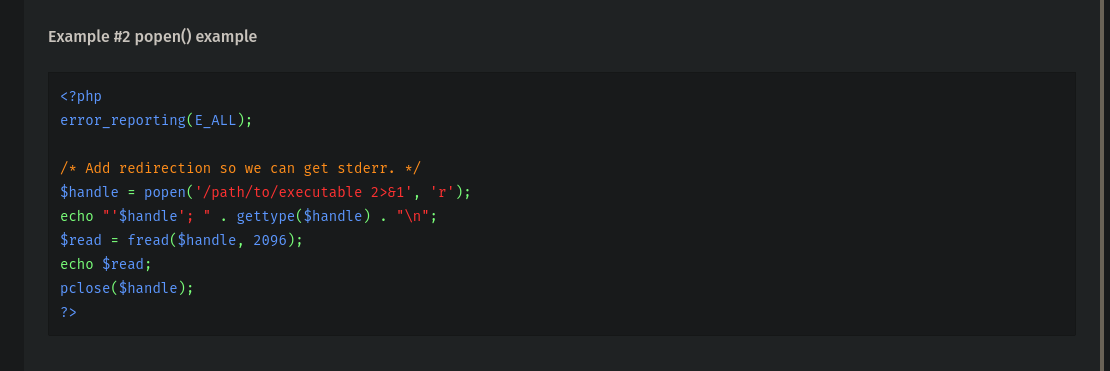 Example #2 popen() example
<?php
error_reporting(E_ALL);
/* Add redirection so we can get stderr. */
$handle = popen('/path/to/executable 2>&1', 'r');
echo "'$handle'; " . gettype($handle) . "\n";
$read = fread($handle, 2096);
echo $read;
pclose($handle);
?>